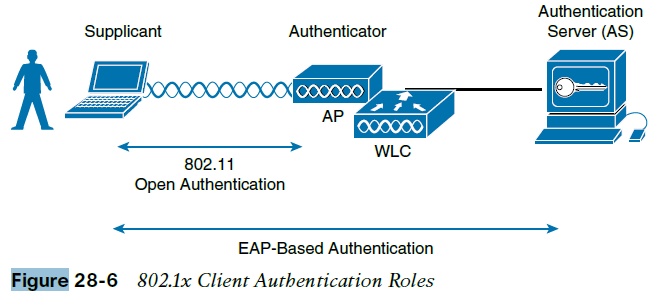 Supplicant
Authenticator
Authentication
Server (AS)
AP
WLC
802.11
Open Authentication
EAP-Based Authentication
Figure 28-6 802.1x Client Authentication Roles